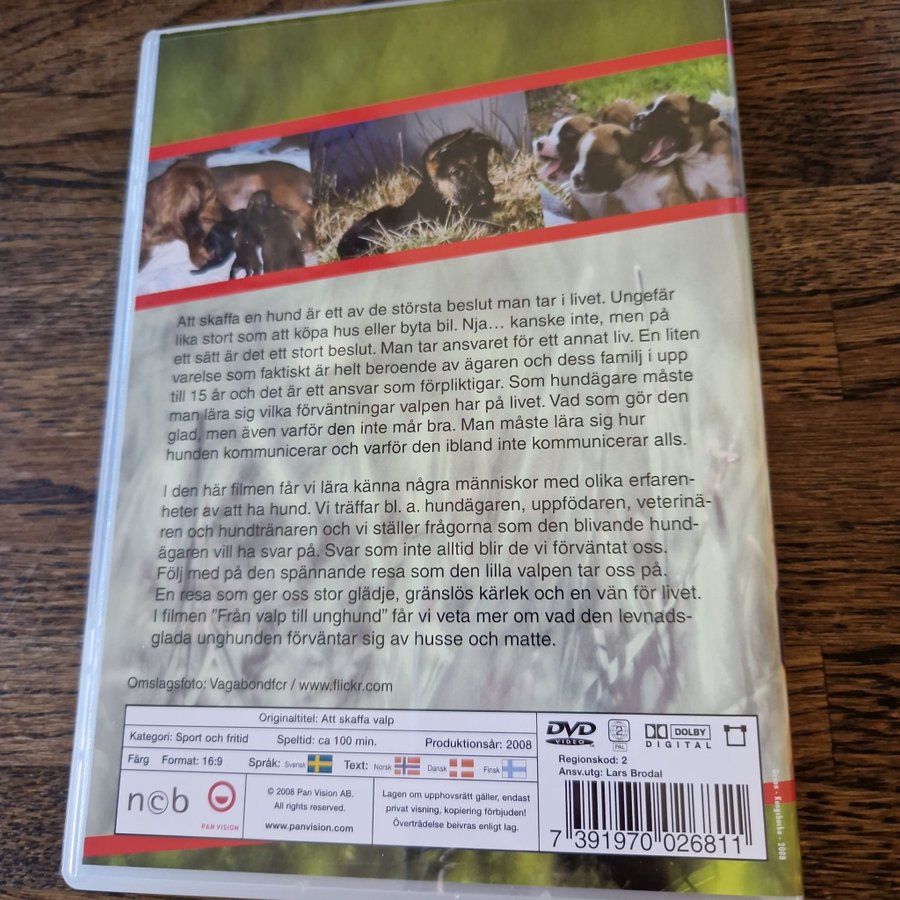 Att skaffa en hund är ett av de största beslut man tar i livet. Ungefär
lika stort som att köpa hus eller byta bil. Nja… kanske inte, men på
ett sätt är det ett stort beslut. Man tar ansvaret för ett annat liv. En liten
varelse som faktiskt är helt beroende av ägaren och dess familj i upp
till 15 år och det är ett ansvar som förpliktigar. Som hundägare måste
man lära sig vilka förväntningar valpen har på livet. Vad som gör den
glad, men även varför den inte mår bra. Man måste lära sig hur
hunden kommunicerar och varför den ibland inte kommunicerar alls.
I den här filmen får vi lära känna några människor med olika erfaren-
heter av att ha hund. Vi träffar bl. a. hundägaren, uppfödaren, veterinä-
ren och hundtränaren och vi ställer frågorna som den blivande hund-
ägaren vill ha svar på. Svar som inte alltid blir de vi förväntat oss.
Följ med på den spännande resa som den lilla valpen tar oss på.
En resa som ger oss stor glädje, gränslös kärlek och en vän för livet.
I filmen ”Från valp till unghund” får vi veta mer om vad den levnads-
glada unghunden förväntar sig av husse och matte.
Omslagsfoto: Vagabondfcr / www.flickr.com
Originaltitel: Att skaffa valp
Kategori: Sport och fritid Speltid: ca 100 min. Produktionsår: 2008
Färg Format: 16:9 Språk: Svensk Text: Norsk Dansk Finsk
ncb
PAN VISION
© 2008 Pan Vision AB.
All rights reserved.
www.panvision.com
Lagen om upphovsrätt gäller, endast
privat visning, kopiering förbjuden!
Överträdelse beivras enligt lag.
DVD
VIDEO
2
PAL
DOLBY
DIGITAL
Regionskod: 2
Ansv.utg: Lars Brodal
7 391970 026811
Kungsbacka - 2008